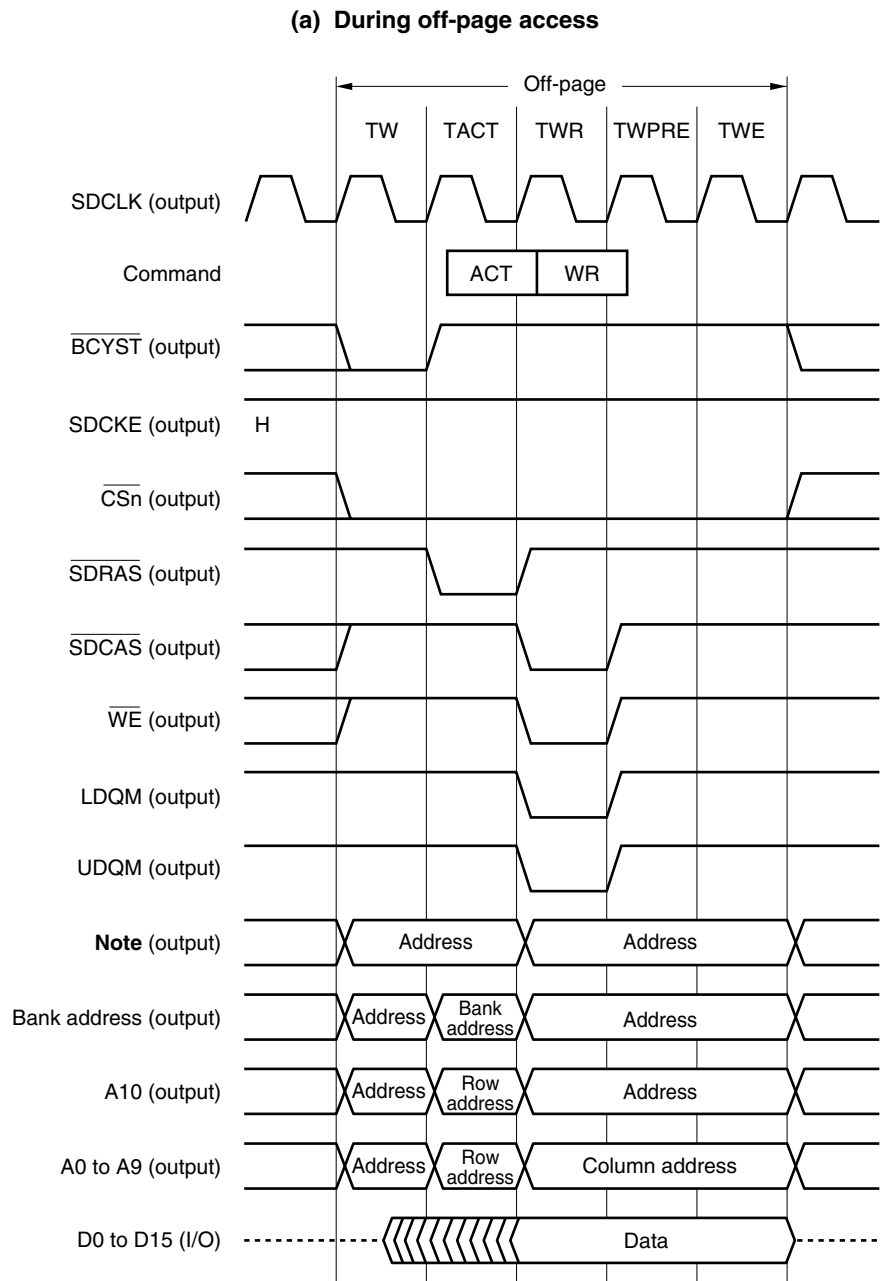 (a) During off-page access
Off-page
TW TACT TWR TWPRE TWE
SDCLK (output)
Command ACT WR
BCYST (output)
SDCKE (output) H
CSn (output)
SDRAS (output)
SDCAS (output)
WE (output)
LDQM (output)
UDQM (output)
Note (output) Address Address
Bank address (output) Address Bank address Address
A10 (output) Address Row address Address
A0 to A9 (output) Address Row address Column address
D0 to D15 (I/O) Data